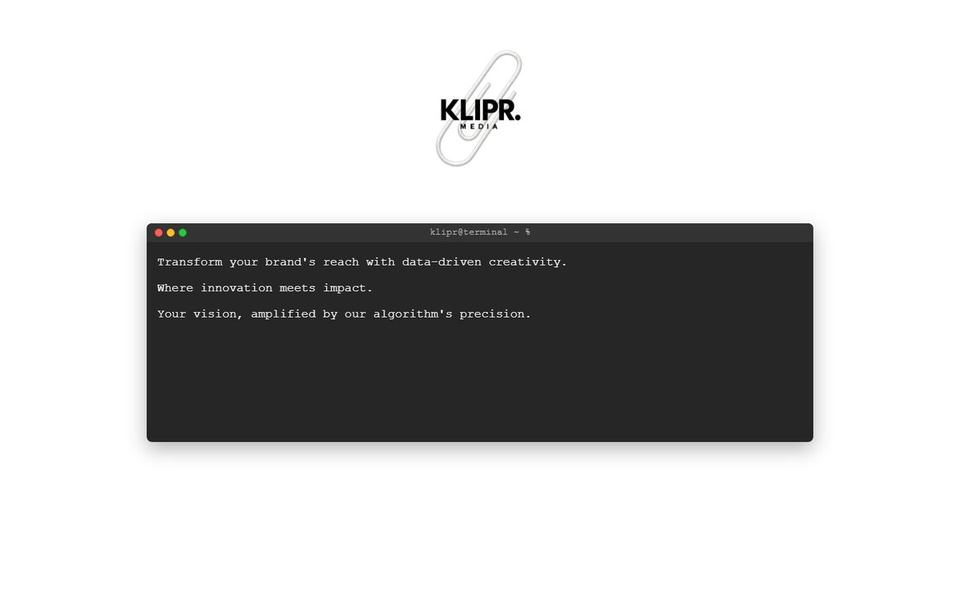 KLIPR.
MEDIA
klipr@terminal ~ %
Transform your brand's reach with data-driven creativity.
Where innovation meets impact.
Your vision, amplified by our algorithm's precision.